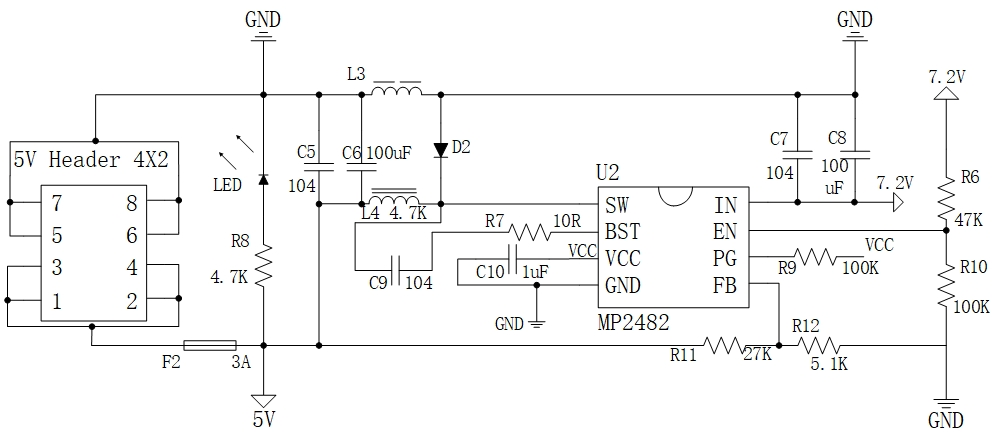 GND
GND
L3
7.2V
5V Header 4X2
C5
104
C6 100uF
D2
C7
104
C8
100
uF
LED
U2
7.2V
R6
47K
7
8
5
6
3
4
1
2
L4 4.7K
R7
10R
SW
IN
BST
EN
VCC
VCC
PG
GND
FB
R8
4.7K
C9
104
C10
1uF
R9
100K
VCC
R10
100K
GND
MP2482
F2
3A
R11
27K
R12
5.1K
5V
GND